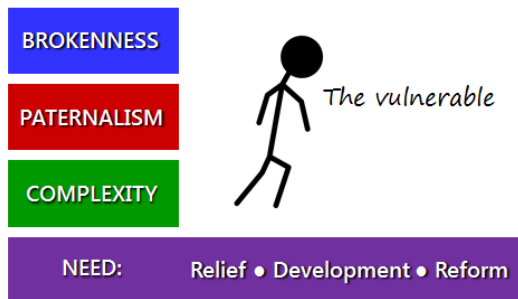 BROKENNESS
PATERNALISM
COMPLEXITY
The vulnerable
NEED: Relief ● Development ● Reform